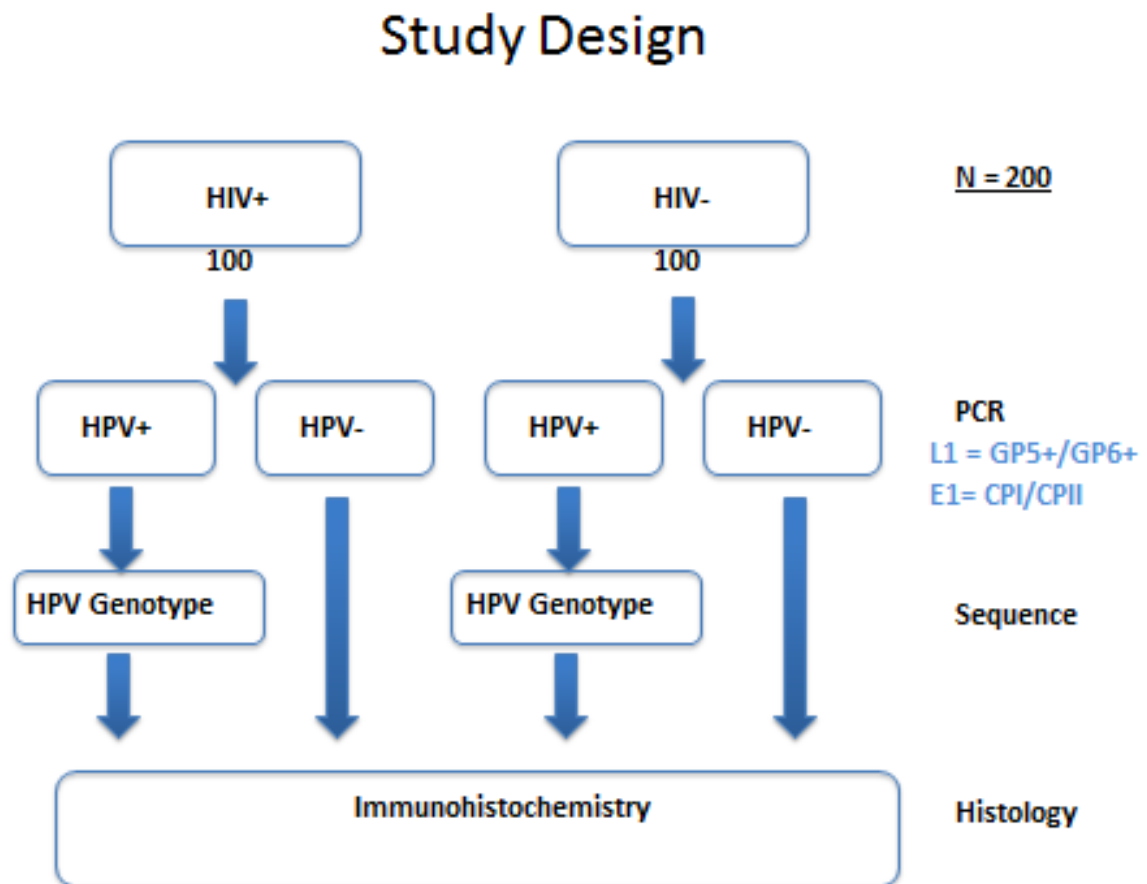 Study Design
HIV+
HIV-
N = 200
100
100
HPV+
HPV-
HPV+
HPV-
PCR
L1 = GP5+/GP6+
E1= CPI/CPII
HPV Genotype
HPV Genotype
Sequence
Immunohistochemistry
Histology